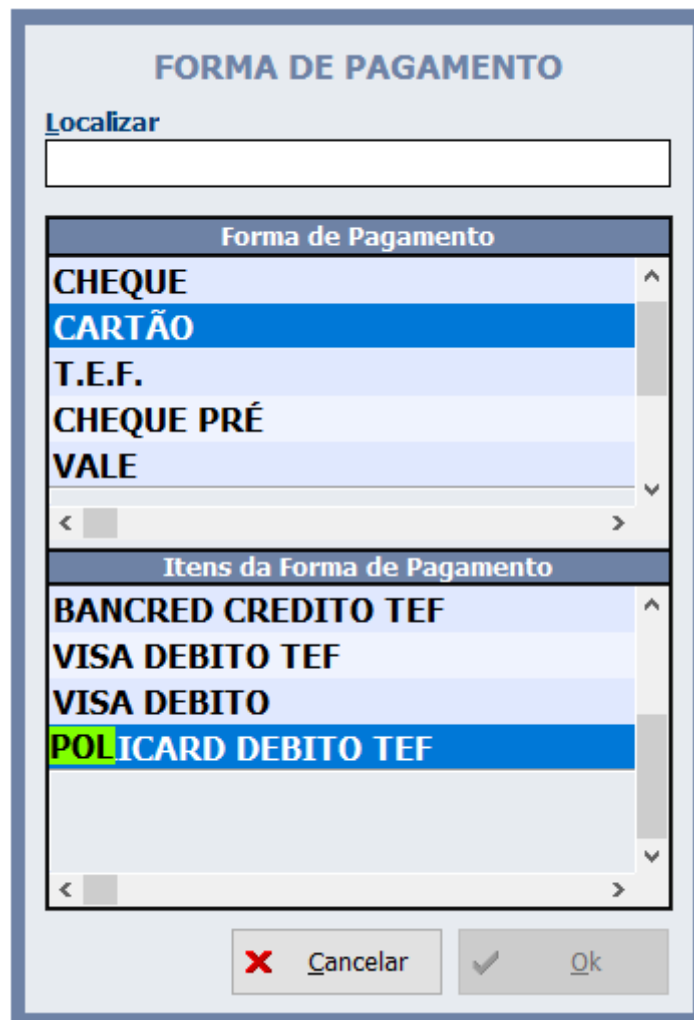 FORMA DE PAGAMENTO
Localizar
Forma de Pagamento
CHEQUE
CARTÃO
T.E.F.
CHEQUE PRÉ
VALE
Itens da Forma de Pagamento
BANCRED CREDITO TEF
VISA DEBITO TEF
VISA DEBITO
POLICARD DEBITO TEF
Cancelar Ok